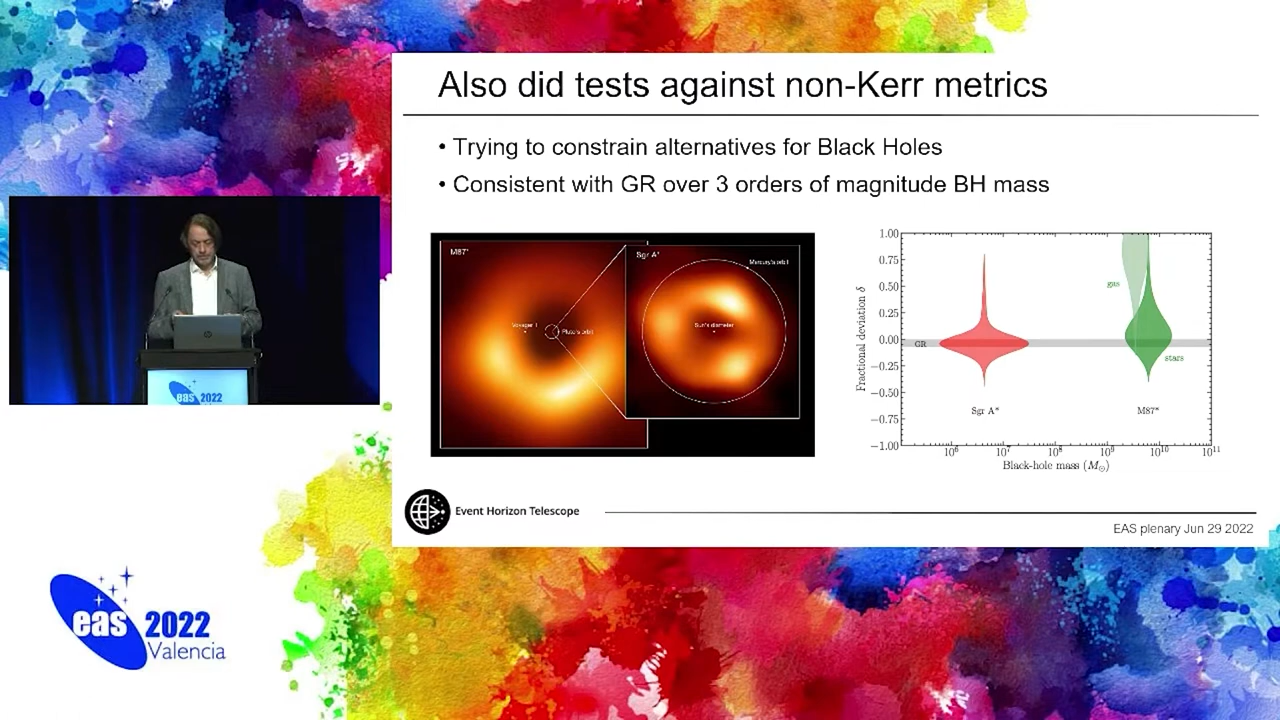 Also did tests against non-Kerr metrics
• Trying to constrain alternatives for Black Holes
• Consistent with GR over 3 orders of magnitude BH mass
M87*
Voyager 1
Pluto's orbit
Sgr A*
Mercury's orbit
Sun's diameter
1.00
0.75
0.50
0.25
0.00
−0.25
−0.50
−0.75
−1.00
Fractional deviation δ
GR
gas
stars
Sgr A*
M87*
10⁶
10⁷
10⁸
10⁹
10¹⁰
10¹¹
Black-hole mass (M☉)
Event Horizon Telescope
EAS plenary Jun 29 2022
eas 2022
hp
eas 2022
Valencia